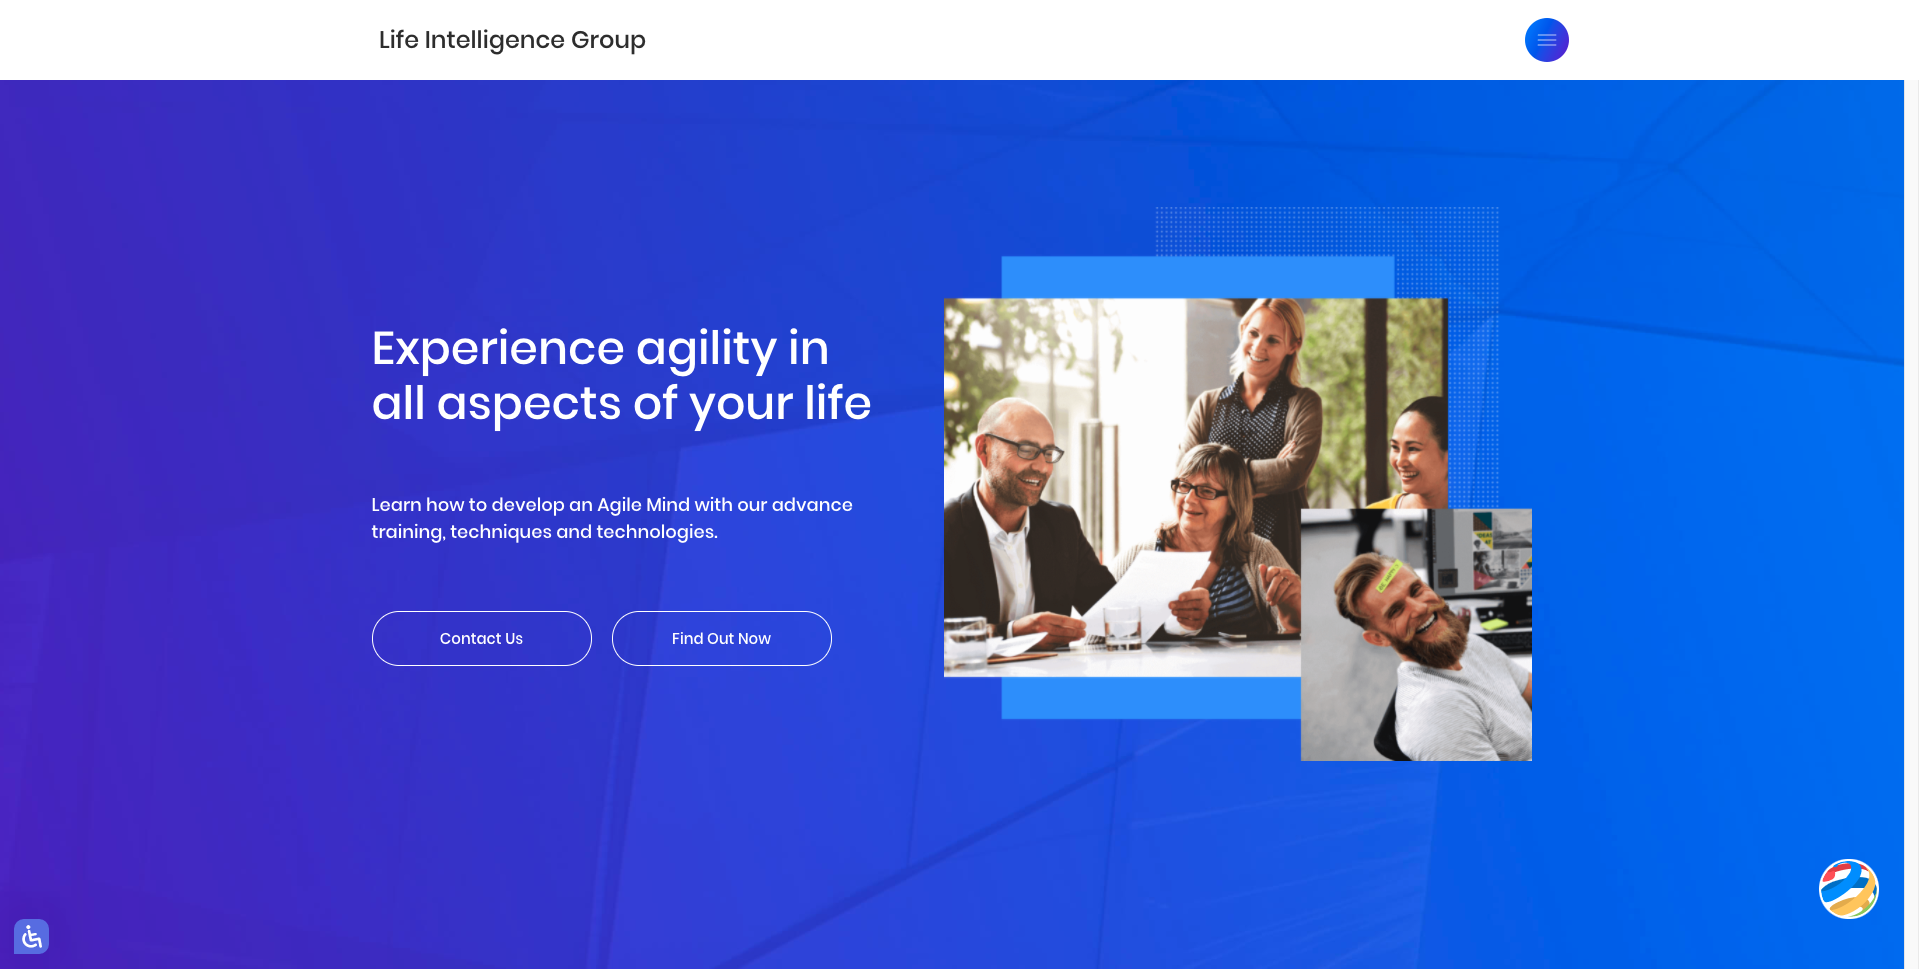 Life Intelligence Group
Experience agility in
all aspects of your life
Learn how to develop an Agile Mind with our advance
training, techniques and technologies.
Contact Us
Find Out Now